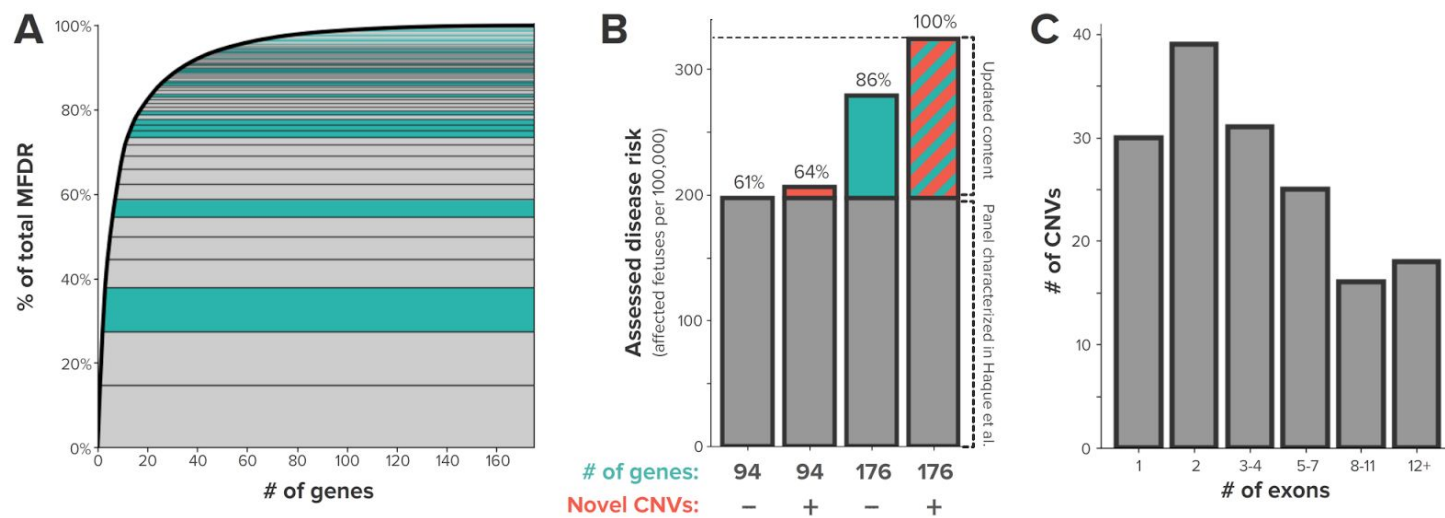 A
% of total MFDR
100%
80%
60%
40%
20%
0%
0 20 40 60 80 100 120 140 160
# of genes
B
Assessed disease risk
(affected fetuses per 100,000)
300
200
100
0
61%
64%
86%
100%
Updated content
Panel characterized in Haque et al.
# of genes: 94 94 176 176
Novel CNVs: – + – +
C
# of CNVs
40
30
20
10
0
1 2 3-4 5-7 8-11 12+
# of exons